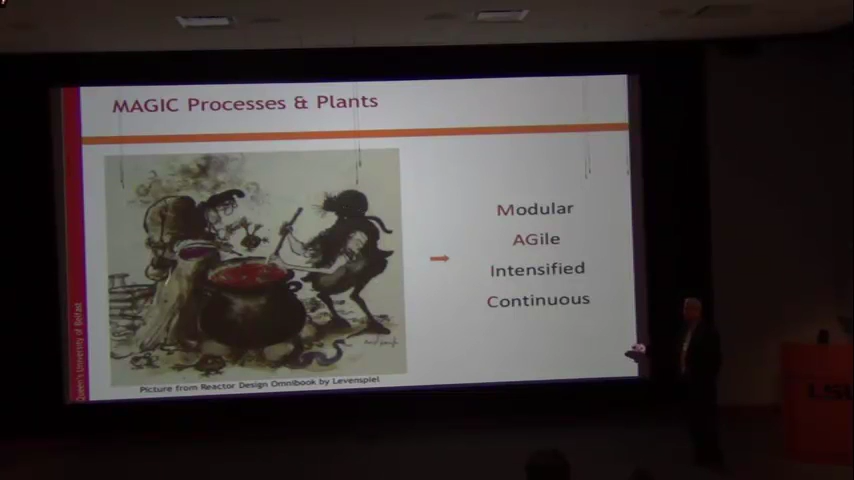 MAGIC Processes & Plants
Modular
AGile
Intensified
Continuous
Picture from Reactor Design Omnibook by Levenspiel
Queen's University of Belfast